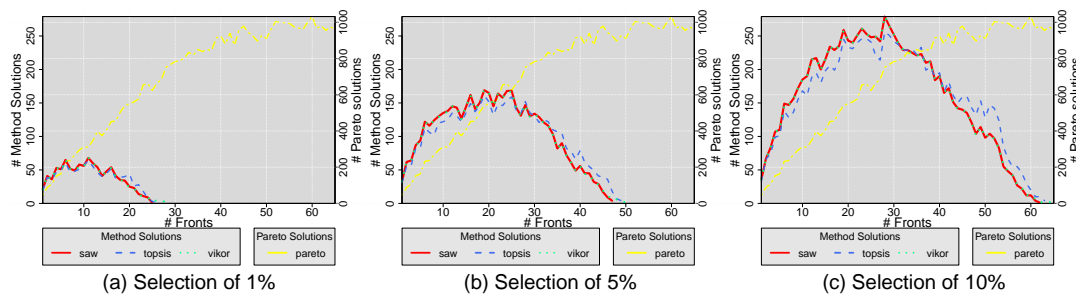 # Method Solutions
0 50 100 150 200 250
10 20 30 40 50 60
# Fronts
0 200 400 600 800 1000
# Pareto solutions
Method Solutions
saw topsis vikor
Pareto Solutions
pareto
(a) Selection of 1%
# Method Solutions
0 50 100 150 200 250
10 20 30 40 50 60
# Fronts
0 200 400 600 800 1000
# Pareto solutions
Method Solutions
saw topsis vikor
Pareto Solutions
pareto
(b) Selection of 5%
# Method Solutions
0 50 100 150 200 250
10 20 30 40 50 60
# Fronts
0 200 400 600 800 1000
# Pareto solutions
Method Solutions
saw topsis vikor
Pareto Solutions
pareto
(c) Selection of 10%